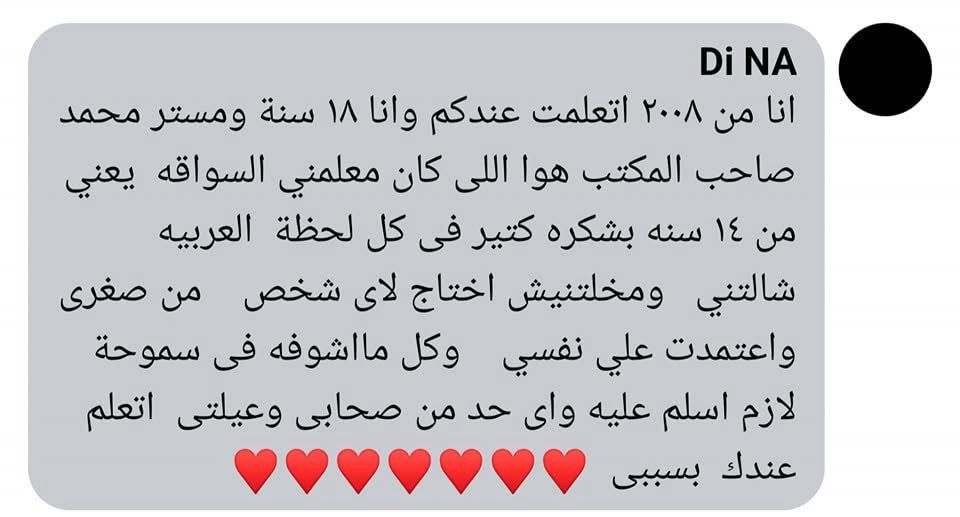 Di NA
انا من ٢٠٠٨ اتعلمت عندكم وانا ١٨ سنة ومستر محمد
صاحب المكتب هوا اللى كان معلمني السواقه يعني
من ١٤ سنه بشكره كتير فى كل لحظة العربيه
شالتني ومخلتنيش اختاج لاى شخص من صغرى
واعتمدت علي نفسي وكل مااشوفه فى سموحة
لازم اسلم عليه واى حد من صحابى وعيلتى اتعلم
عندك بسببى ♥♥♥♥♥♥♥